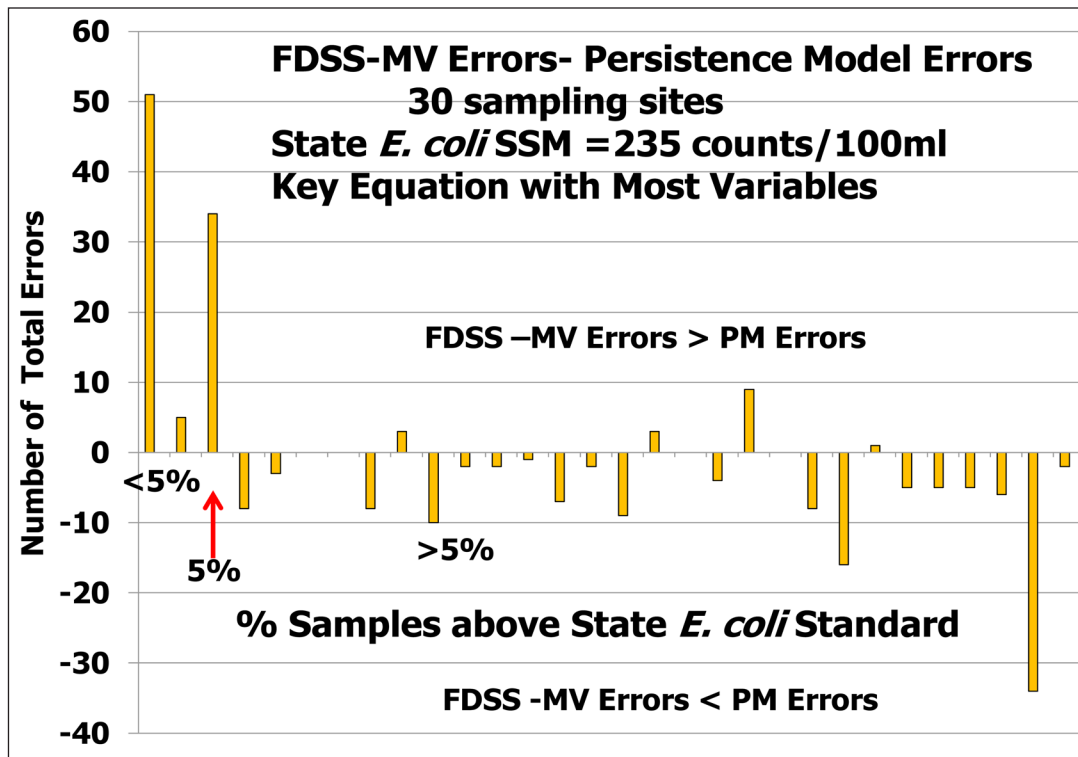 60
50
40
30
20
10
0
-10
-20
-30
-40
Number of Total Errors
FDSS-MV Errors- Persistence Model Errors
30 sampling sites
State E. coli SSM =235 counts/100ml
Key Equation with Most Variables
FDSS –MV Errors > PM Errors
<5%
>5%
5%
% Samples above State E. coli Standard
FDSS -MV Errors < PM Errors